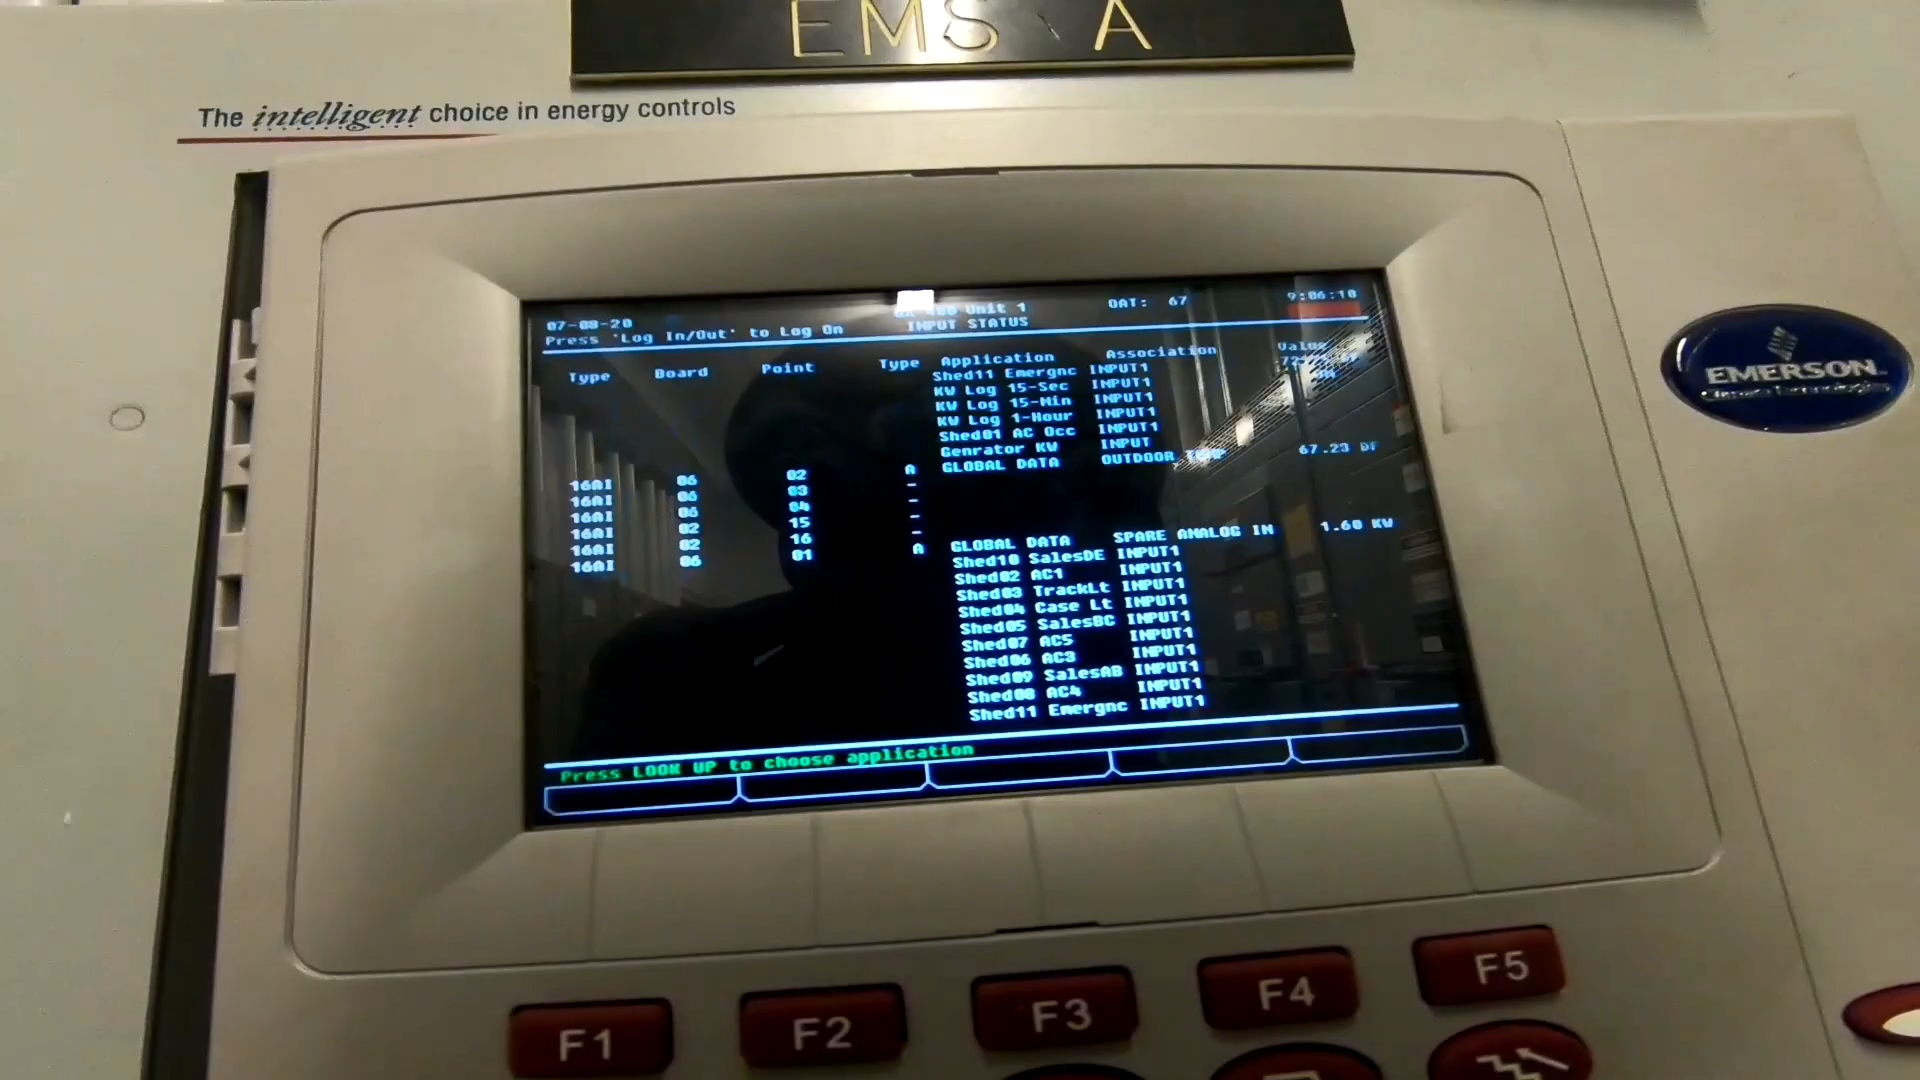 EMS A
The intelligent choice in energy controls
EMERSON
07-08-20 Unit 1 OAT: 67 9:06:10
Press 'Log In/Out' to Log On INPUT STATUS
Type Board Point Type Application Association Value
Shed11 Emergnc INPUT1
KW Log 15-Sec INPUT1
KW Log 15-Min INPUT1
KW Log 1-Hour INPUT1
Shed01 AC Occ INPUT1
Genrator KW INPUT
16AI 06 02 A GLOBAL DATA OUTDOOR TEMP 67.23 DF
16AI 06 03 -
16AI 06 04 -
16AI 02 15 -
16AI 02 16 -
16AI 06 01 A GLOBAL DATA SPARE ANALOG IN 1.60 KW
Shed10 SalesDE INPUT1
Shed02 AC1 INPUT1
Shed03 TrackLt INPUT1
Shed04 Case Lt INPUT1
Shed05 SalesBC INPUT1
Shed07 AC5 INPUT1
Shed06 AC3 INPUT1
Shed09 SalesAB INPUT1
Shed08 AC4 INPUT1
Shed11 Emergnc INPUT1
Press LOOK UP to choose application
F1 F2 F3 F4 F5